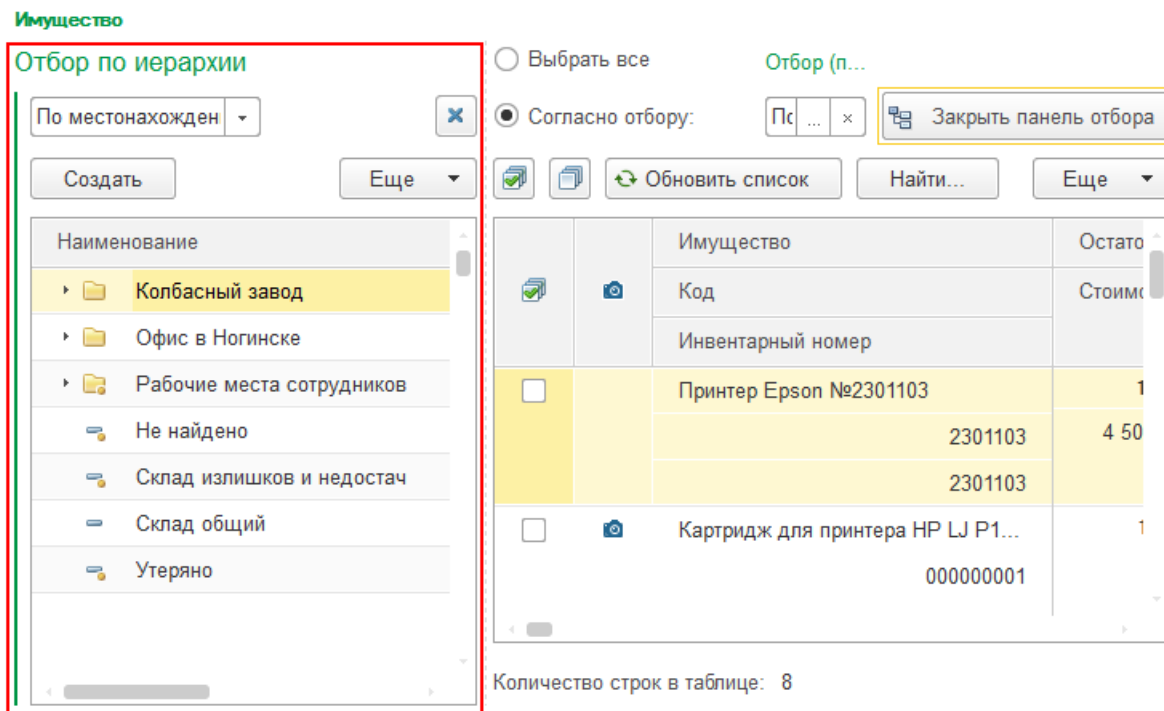 Имущество
Отбор по иерархии
По местонахожден
Создать
Еще
Наименование
Колбасный завод
Офис в Ногинске
Рабочие места сотрудников
Не найдено
Склад излишков и недостач
Склад общий
Утеряно
Выбрать все
Отбор (п...
Согласно отбору:
По ...
Закрыть панель отбора
Обновить список
Найти...
Еще
Имущество
Остато
Код
Стоимо
Инвентарный номер
Принтер Epson №2301103
1
2301103
4 50
2301103
Картридж для принтера HP LJ P1...
1
000000001
Количество строк в таблице: 8